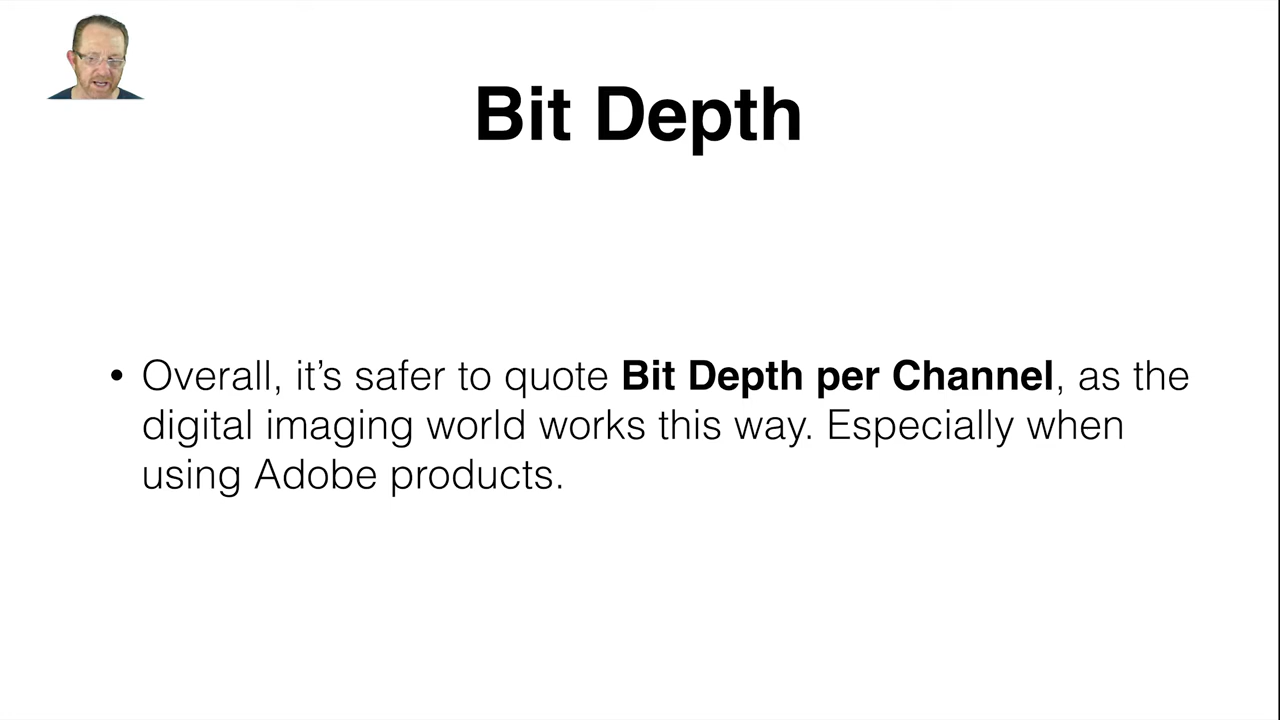 Bit Depth
• Overall, it’s safer to quote Bit Depth per Channel, as the
digital imaging world works this way. Especially when
using Adobe products.